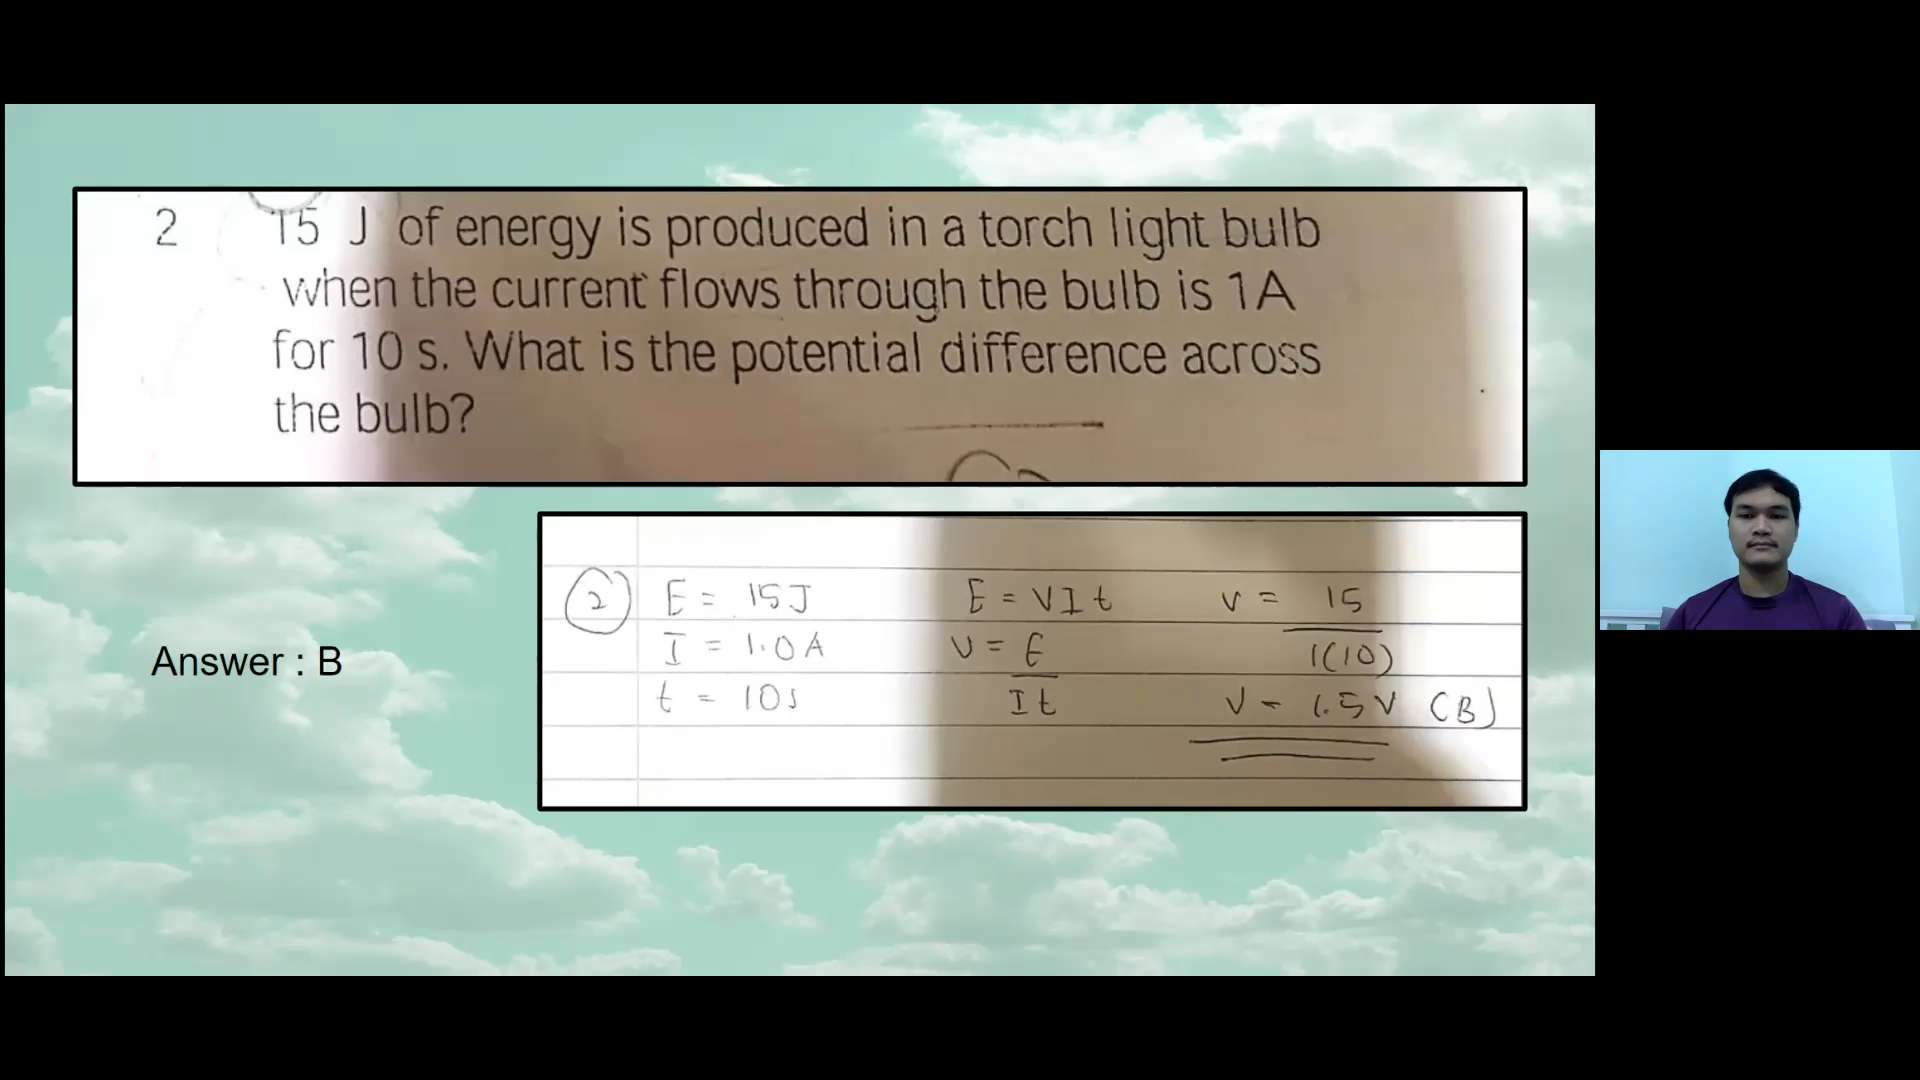 2 15 J of energy is produced in a torch light bulb
when the current flows through the bulb is 1A
for 10 s. What is the potential difference across
the bulb?
Answer : B
2 E = 15J
I = 1.0A
t = 10s
E = VIt
V = E
It
V = 15
1(10)
V = 1.5V (B)